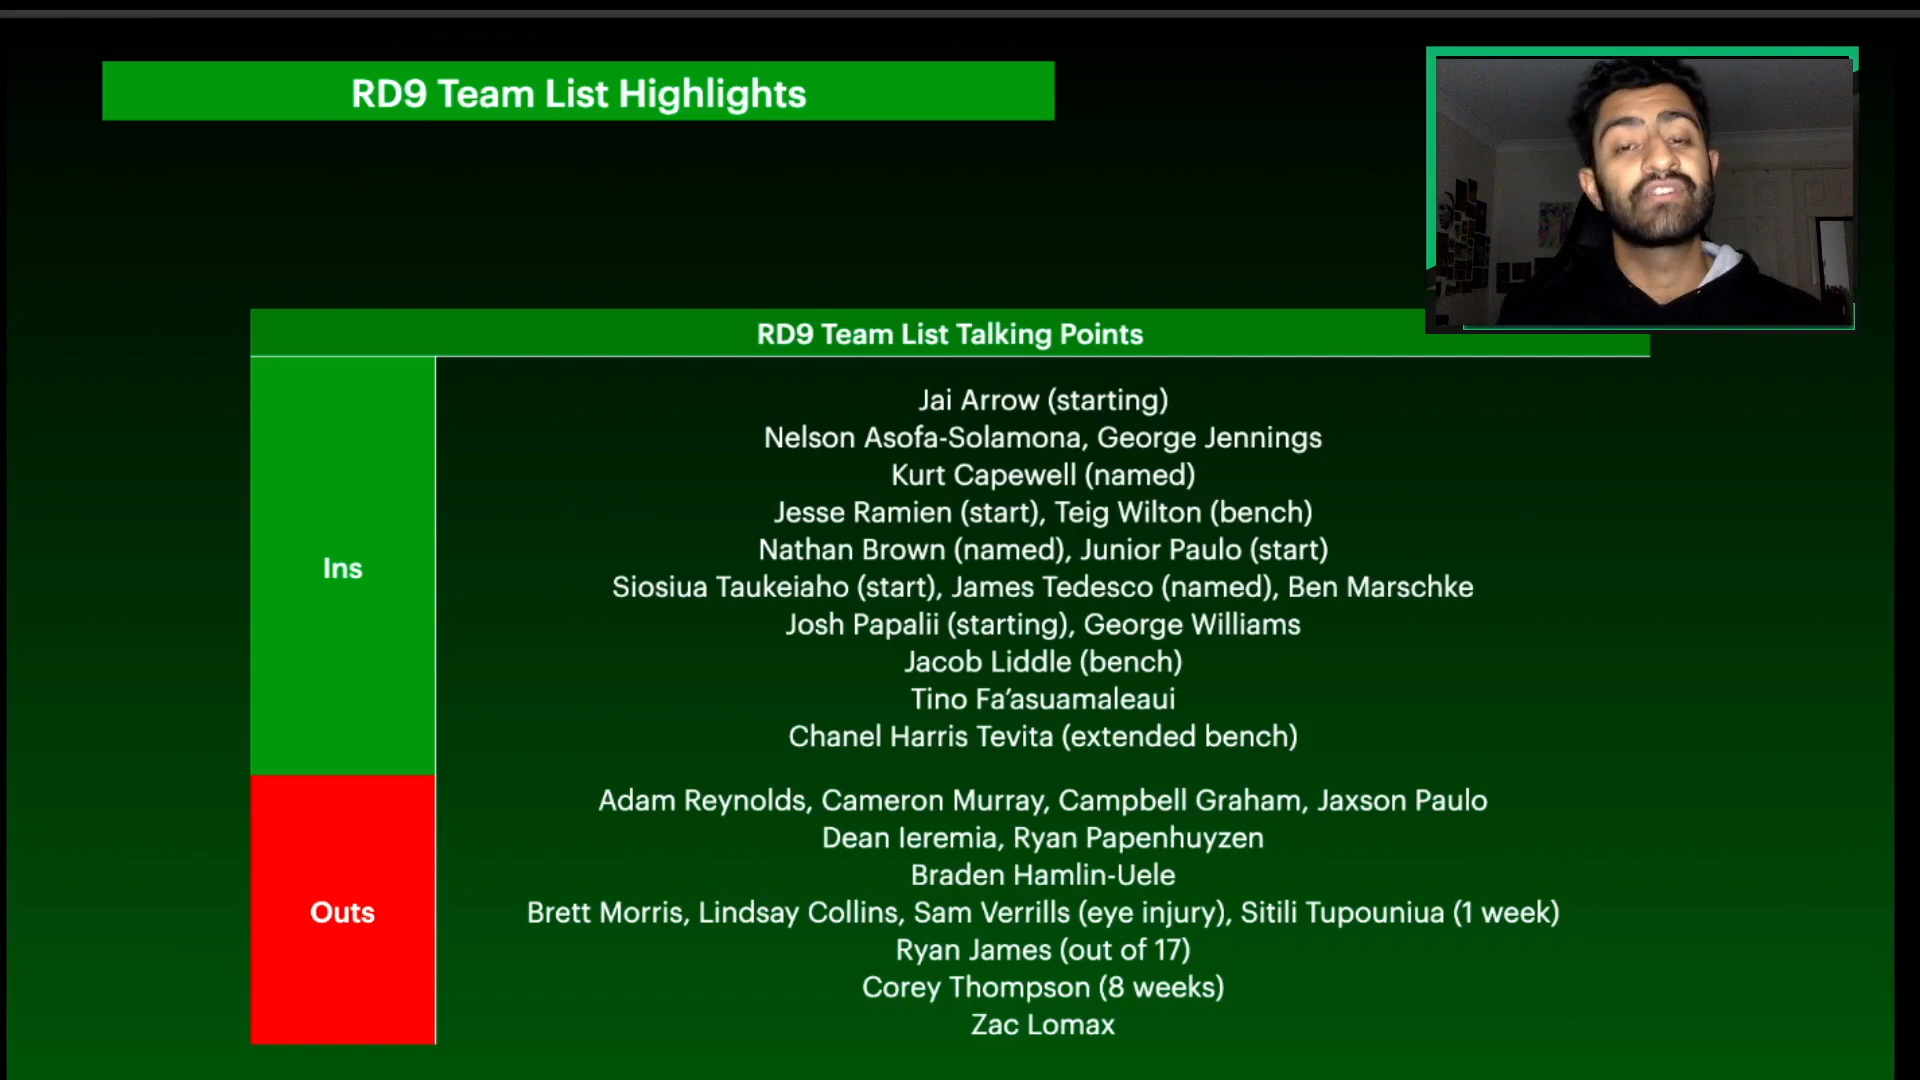 RD9 Team List Highlights
RD9 Team List Talking Points
Ins
Jai Arrow (starting)
Nelson Asofa-Solamona, George Jennings
Kurt Capewell (named)
Jesse Ramien (start), Teig Wilton (bench)
Nathan Brown (named), Junior Paulo (start)
Siosiua Taukeiaho (start), James Tedesco (named), Ben Marschke
Josh Papalii (starting), George Williams
Jacob Liddle (bench)
Tino Fa’asuamaleaui
Chanel Harris Tevita (extended bench)
Outs
Adam Reynolds, Cameron Murray, Campbell Graham, Jaxson Paulo
Dean Ieremia, Ryan Papenhuyzen
Braden Hamlin-Uele
Brett Morris, Lindsay Collins, Sam Verrills (eye injury), Sitili Tupouniua (1 week)
Ryan James (out of 17)
Corey Thompson (8 weeks)
Zac Lomax